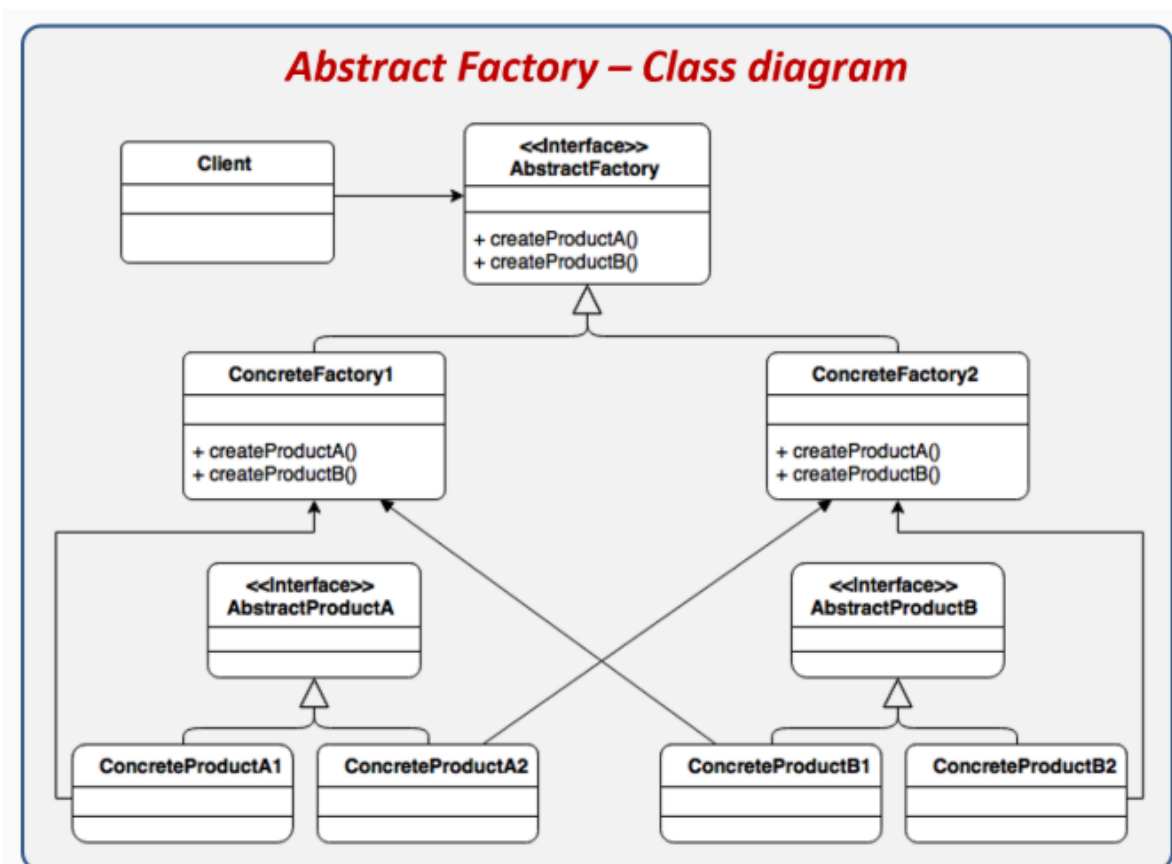 Abstract Factory – Class diagram
Client
<<Interface>>
AbstractFactory
+ createProductA()
+ createProductB()
ConcreteFactory1
+ createProductA()
+ createProductB()
ConcreteFactory2
+ createProductA()
+ createProductB()
<<Interface>>
AbstractProductA
<<Interface>>
AbstractProductB
ConcreteProductA1
ConcreteProductA2
ConcreteProductB1
ConcreteProductB2